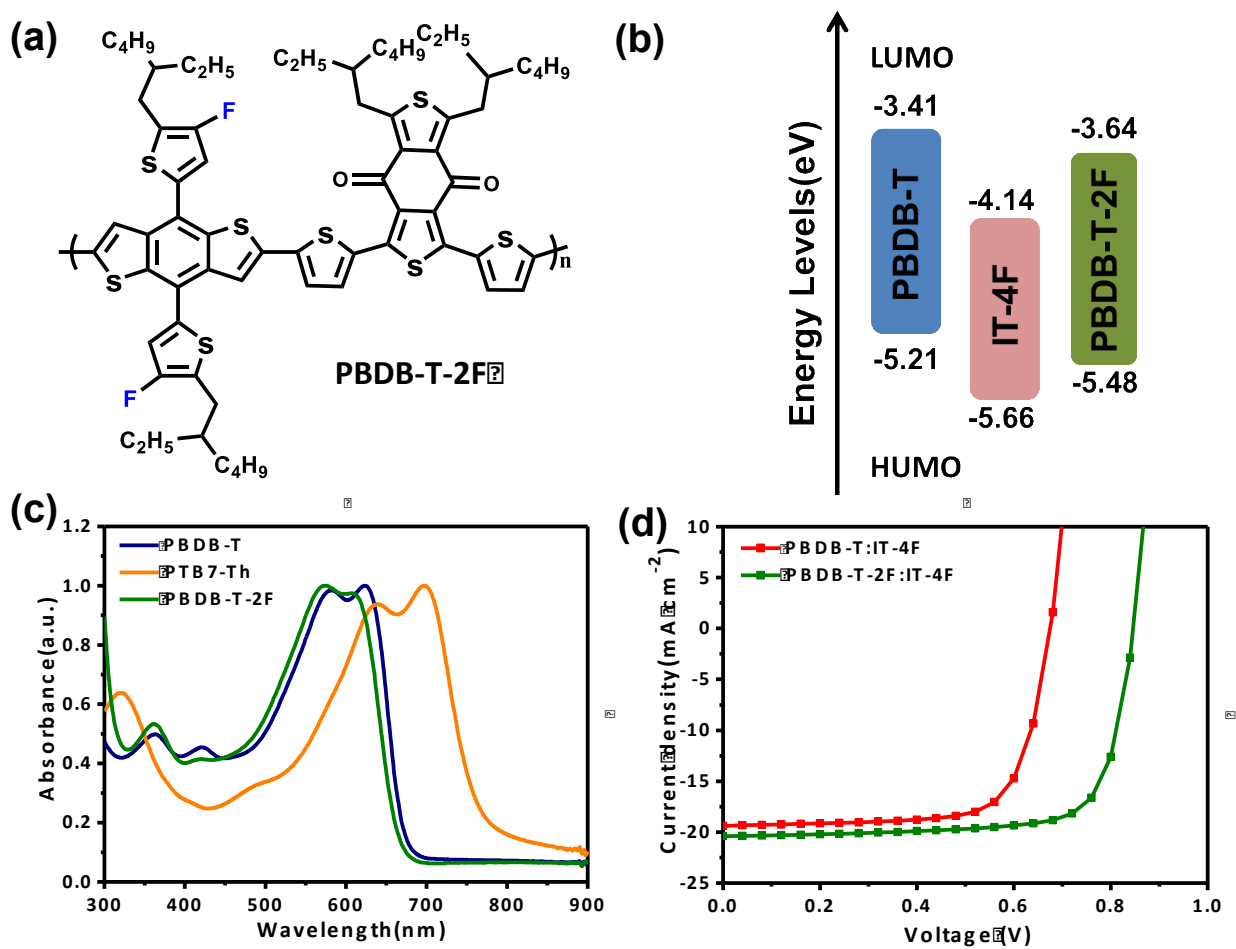 (a)
C4H9
C2H5
F
S
S
S
F
S
S
C2H5
C4H9
C2H5
C4H9
C2H5
C4H9
S
O
O
S
S
S
n
PBDB-T-2F
(b)
Energy Levels(eV)
LUMO
-3.41
PBDB-T
-5.21
-4.14
IT-4F
-5.66
-3.64
PBDB-T-2F
-5.48
HUMO
(c)
PBDB-T
PTB7-Th
PBDB-T-2F
Absorbance(a.u.)
1.2
1.0
0.8
0.6
0.4
0.2
0.0
300 400 500 600 700 800 900
Wavelength(nm)
(d)
PBDB-T:IT-4F
PBDB-T-2F:IT-4F
Current density(mA cm-2)
10
5
0
-5
-10
-15
-20
-25
0.0 0.2 0.4 0.6 0.8 1.0
Voltage (V)